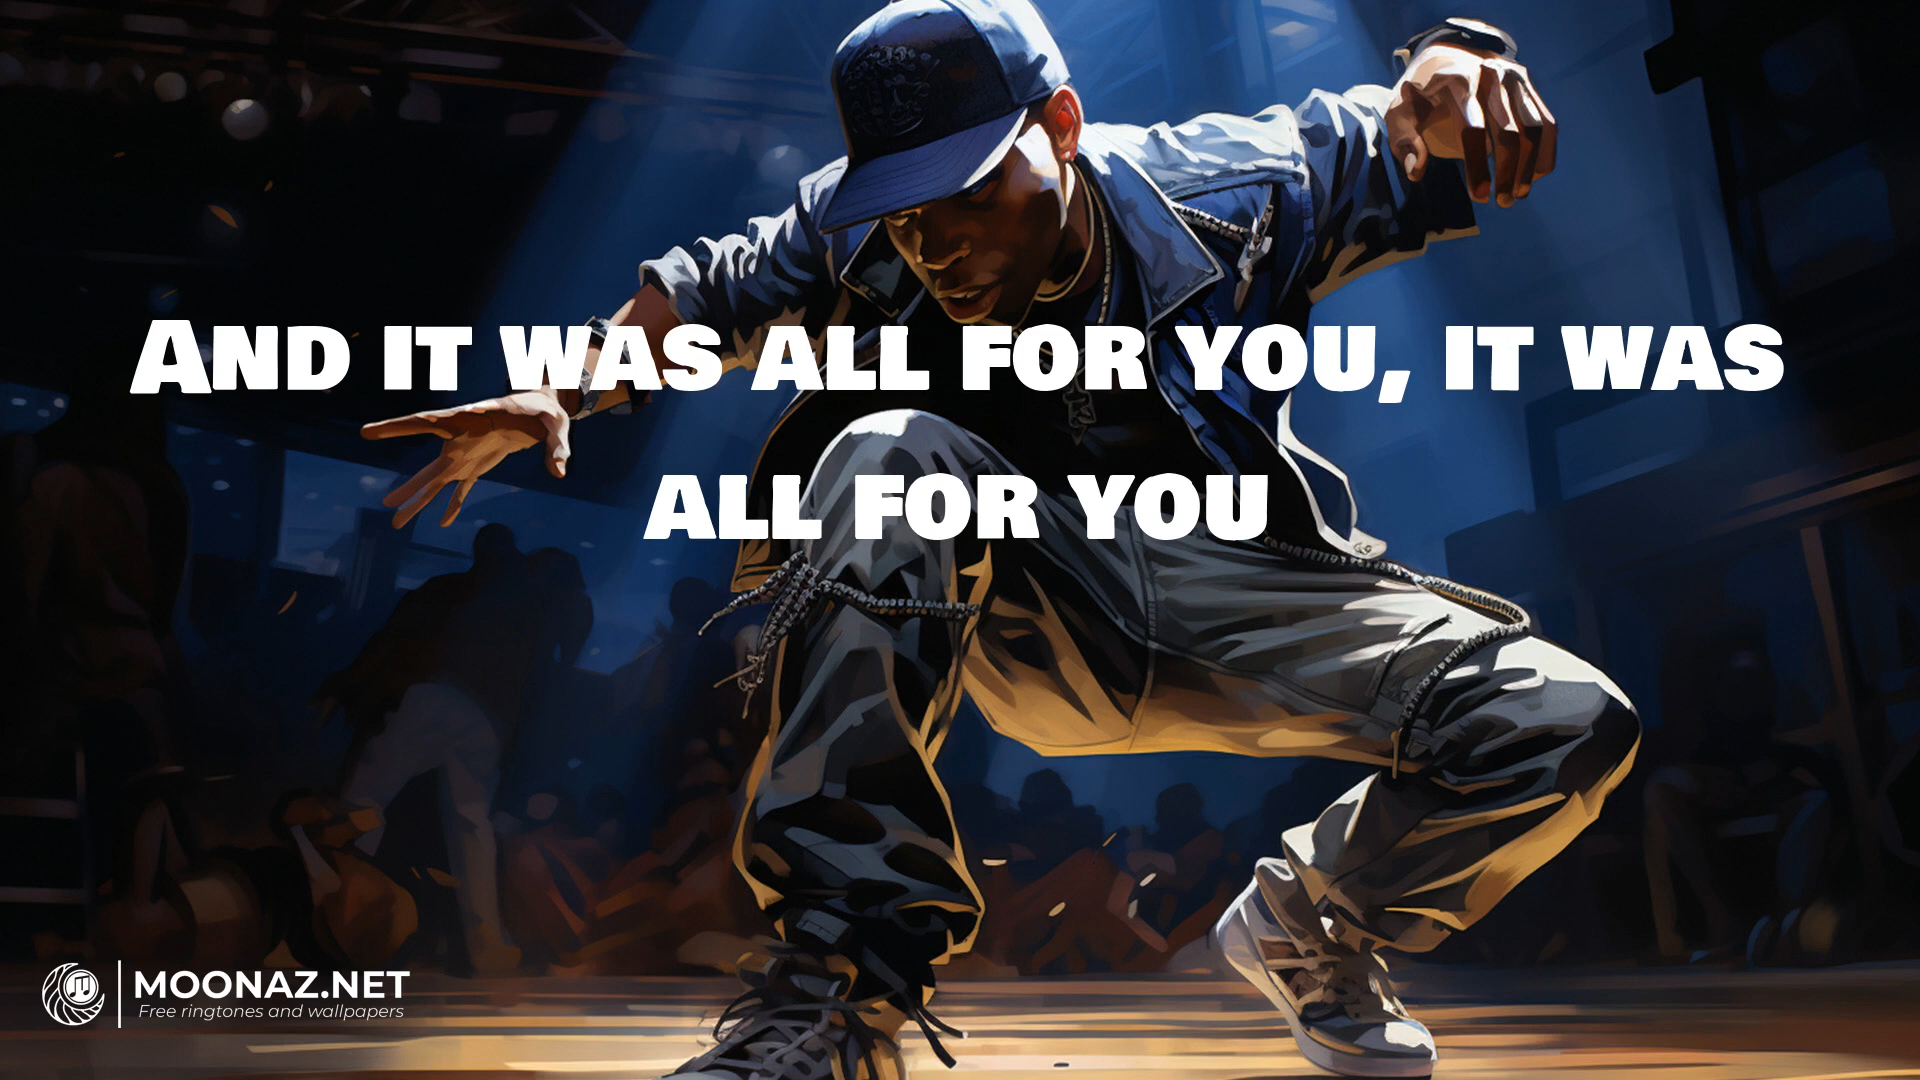 And it was all for you, it was
all for you
MOONAZ.NET
Free ringtones and wallpapers